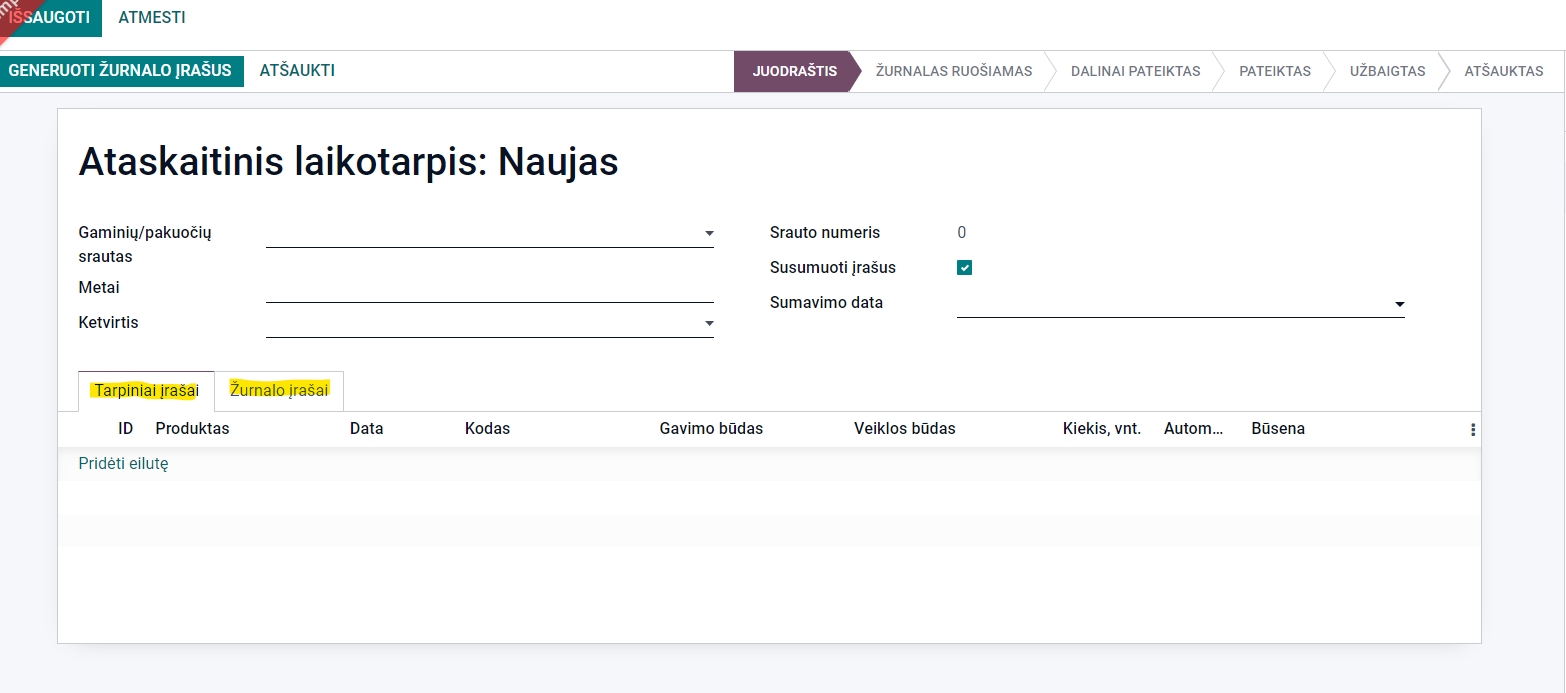 IŠSAUGOTI ATMESTI
GENERUOTI ŽURNALO ĮRAŠUS ATŠAUKTI JUODRAŠTIS ŽURNALAS RUOŠIAMAS DALINAI PATEIKTAS PATEIKTAS UŽBAIGTAS ATŠAUKTAS
Ataskaitinis laikotarpis: Naujas
Gaminių/pakuočių
srautas
Metai
Ketvirtis
Srauto numeris 0
Susumuoti įrašus
Sumavimo data
Tarpiniai įrašai Žurnalo įrašai
ID Produktas Data Kodas Gavimo būdas Veiklos būdas Kiekis, vnt. Autom... Būsena
Pridėti eilutę